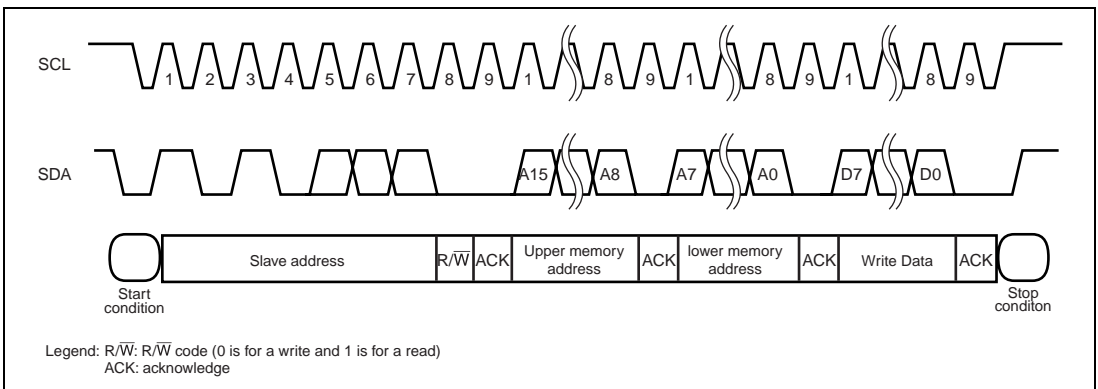 SCL
1 2 3 4 5 6 7 8 9 1 8 9 1 8 9 1 8 9
SDA
A15 A8 A7 A0 D7 D0
Slave address R/W̅ ACK Upper memory address ACK lower memory address ACK Write Data ACK
Start condition
Stop conditon
Legend: R/W̅: R/W̅ code (0 is for a write and 1 is for a read)
ACK: acknowledge